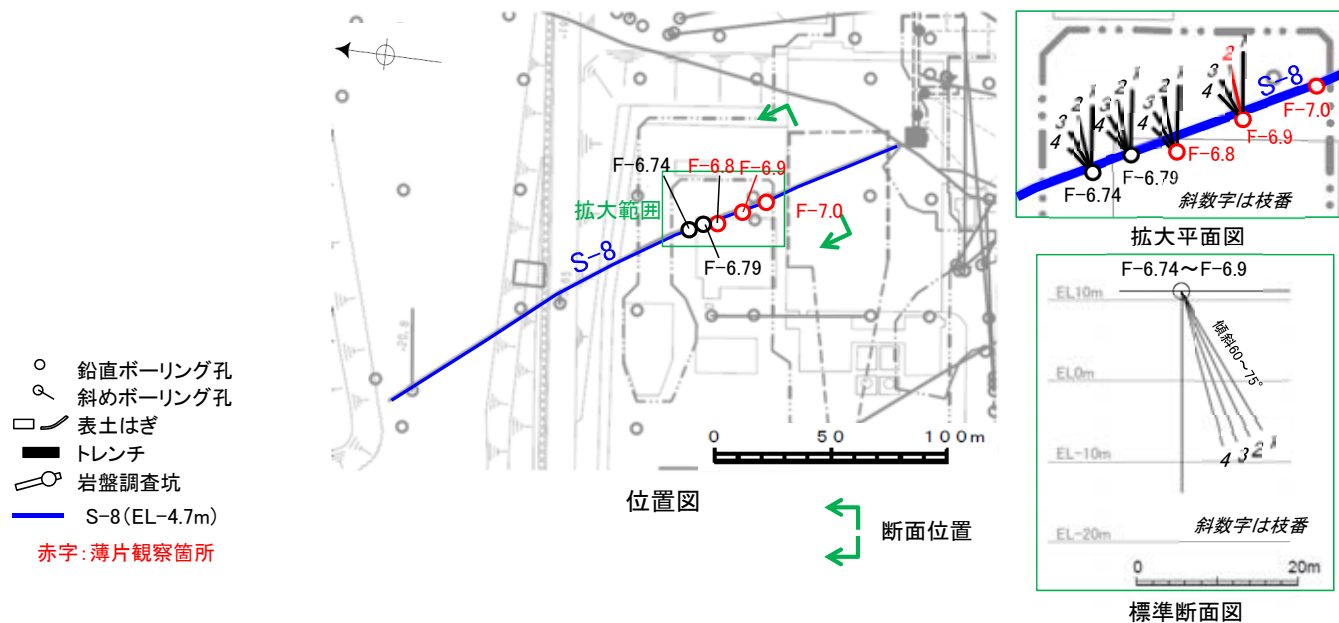 鉛直ボーリング孔
斜めボーリング孔
表土はぎ
トレンチ
岩盤調査坑
S-8(EL-4.7m)
赤字:薄片観察箇所
F-6.74
F-6.8
F-6.9
拡大範囲
F-7.0
F-6.79
S-8
0 50 100m
位置図
断面位置
4 3 2 1
4 3 2 1
4 3 2 1
4 3 2 1
S-8
F-7.0
F-6.9
F-6.8
F-6.79
F-6.74
斜数字は枝番
拡大平面図
F-6.74~F-6.9
EL10m
傾斜60~75°
EL0m
EL-10m
4 3 2 1
斜数字は枝番
EL-20m
0 20m
標準断面図